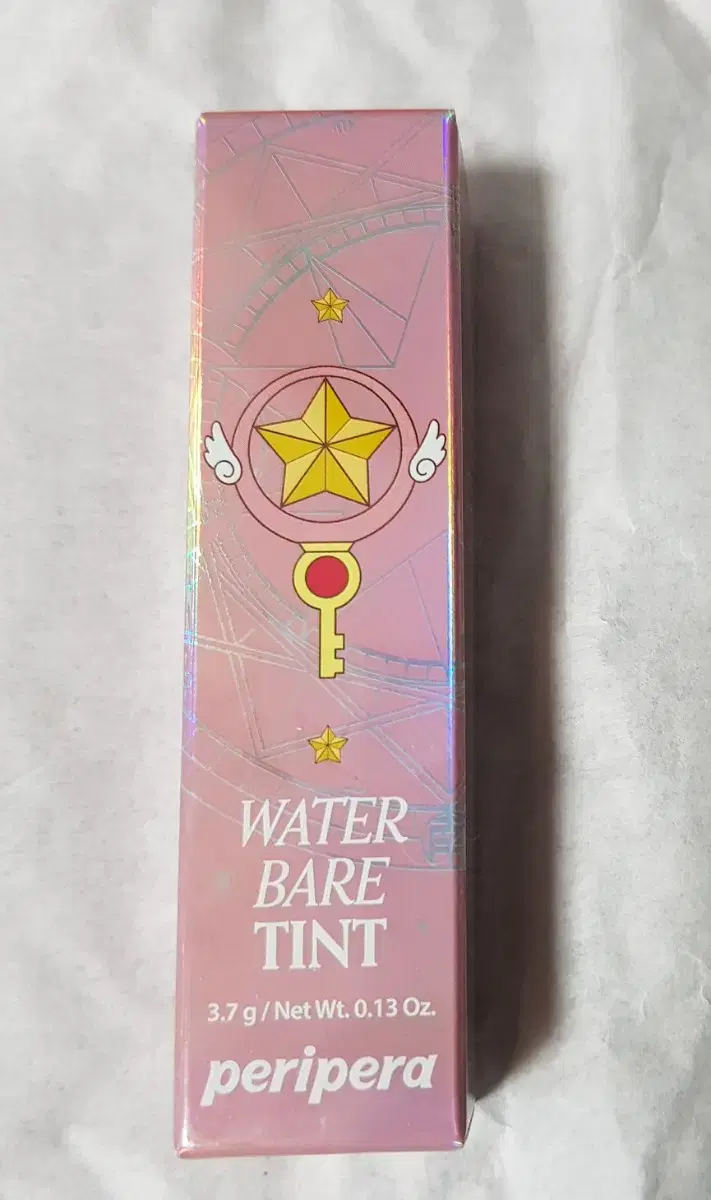 WATER
BARE
TINT
3.7 g / Net Wt. 0.13 Oz.
peripera